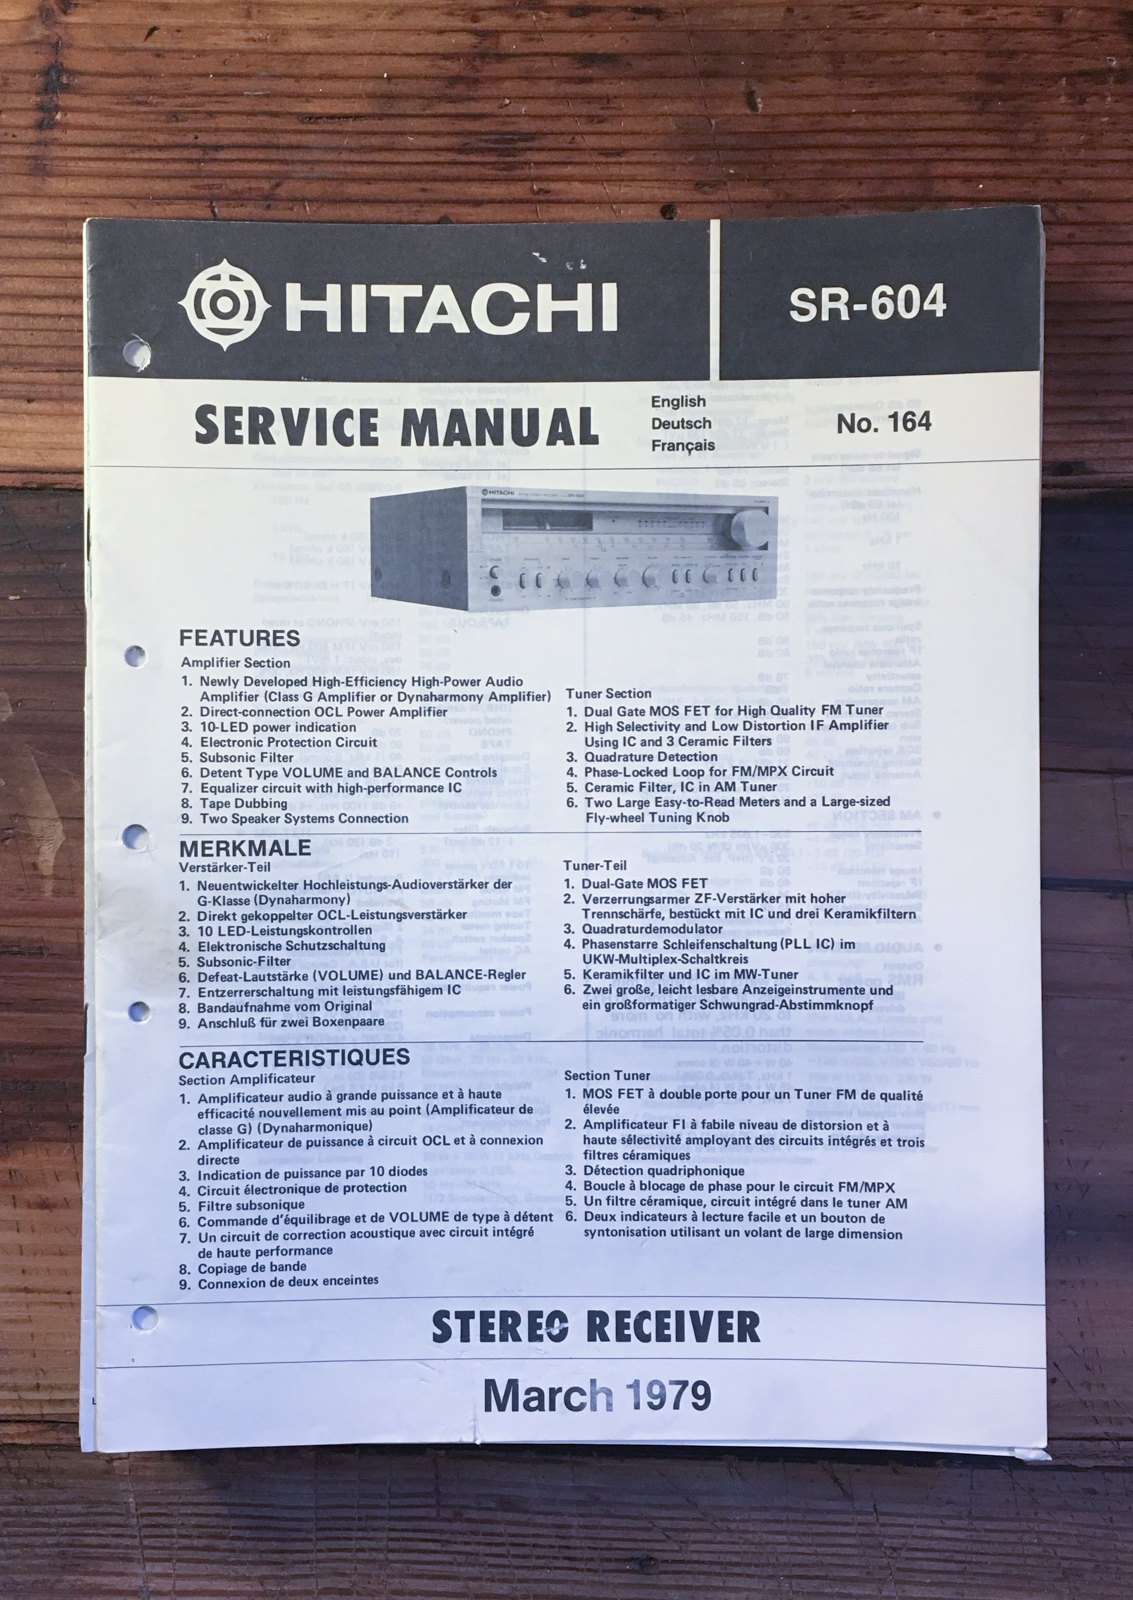 HITACHI
SR-604
SERVICE MANUAL
English
Deutsch
Français
No. 164
HITACHI
FEATURES
Amplifier Section
1. Newly Developed High-Efficiency High-Power Audio
Amplifier (Class G Amplifier or Dynaharmony Amplifier)
2. Direct-connection OCL Power Amplifier
3. 10-LED power indication
4. Electronic Protection Circuit
5. Subsonic Filter
6. Detent Type VOLUME and BALANCE Controls
7. Equalizer circuit with high-performance IC
8. Tape Dubbing
9. Two Speaker Systems Connection
Tuner Section
1. Dual Gate MOS FET for High Quality FM Tuner
2. High Selectivity and Low Distortion IF Amplifier
Using IC and 3 Ceramic Filters
3. Quadrature Detection
4. Phase-Locked Loop for FM/MPX Circuit
5. Ceramic Filter, IC in AM Tuner
6. Two Large Easy-to-Read Meters and a Large-sized
Fly-wheel Tuning Knob
MERKMALE
Verstärker-Teil
1. Neuentwickelter Hochleistungs-Audioverstärker der
G-Klasse (Dynaharmony)
2. Direkt gekoppelter OCL-Leistungsverstärker
3. 10 LED-Leistungskontrollen
4. Elektronische Schutzschaltung
5. Subsonic-Filter
6. Defeat-Lautstärke (VOLUME) und BALANCE-Regler
7. Entzerrerschaltung mit leistungsfähigem IC
8. Bandaufnahme vom Original
9. Anschluß für zwei Boxenpaare
Tuner-Teil
1. Dual-Gate MOS FET
2. Verzerrungsarmer ZF-Verstärker mit hoher
Trennschärfe, bestückt mit IC und drei Keramikfiltern
3. Quadraturdemodulator
4. Phasenstarre Schleifenschaltung (PLL IC) im
UKW-Multiplex-Schaltkreis
5. Keramikfilter und IC im MW-Tuner
6. Zwei große, leicht lesbare Anzeigeinstrumente und
ein großformatiger Schwungrad-Abstimmknopf
CARACTERISTIQUES
Section Amplificateur
1. Amplificateur audio à grande puissance et à haute
efficacité nouvellement mis au point (Amplificateur de
classe G) (Dynaharmonique)
2. Amplificateur de puissance à circuit OCL et à connexion
directe
3. Indication de puissance par 10 diodes
4. Circuit électronique de protection
5. Filtre subsonique
6. Commande d'équilibrage et de VOLUME de type à détent
7. Un circuit de correction acoustique avec circuit intégré
de haute performance
8. Copiage de bande
9. Connexion de deux enceintes
Section Tuner
1. MOS FET à double porte pour un Tuner FM de qualité
élevée
2. Amplificateur FI à fabile niveau de distorsion et à
haute sélectivité amployant des circuits intégrés et trois
filtres céramiques
3. Détection quadriphonique
4. Boucle à blocage de phase pour le circuit FM/MPX
5. Un filtre céramique, circuit intégré dans le tuner AM
6. Deux indicateurs à lecture facile et un bouton de
syntonisation utilisant un volant de large dimension
STEREO RECEIVER
March 1979